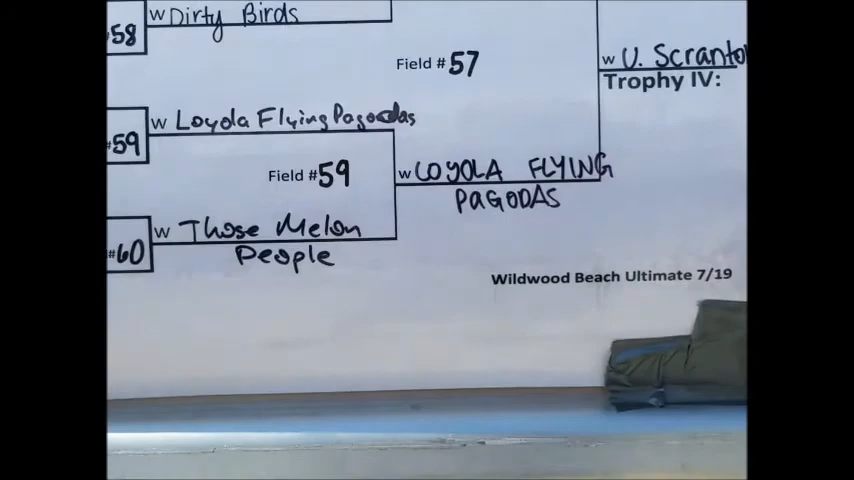 w Dirty Birds
#58
Field # 57
w U. Scranto
Trophy IV:
w Loyola Flying Pagodas
#59
Field # 59
w LOYOLA FLYING
PAGODAS
w Those Melon
People
#60
Wildwood Beach Ultimate 7/19